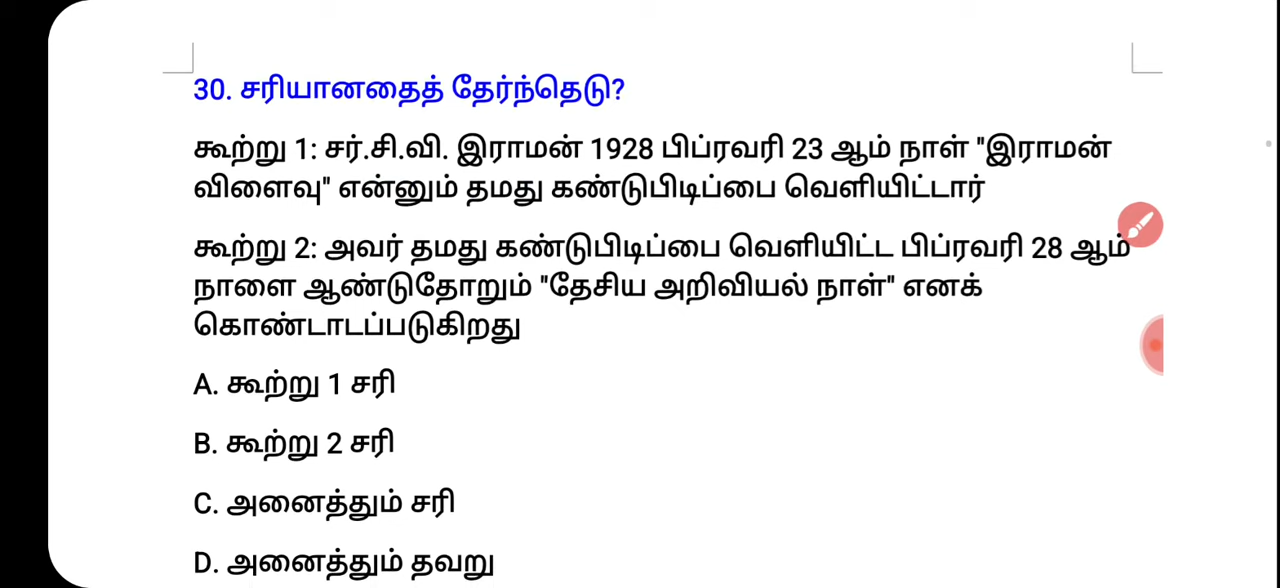 30. சரியானதைத் தேர்ந்தெடு?
கூற்று 1: சர்.சி.வி. இராமன் 1928 பிப்ரவரி 23 ஆம் நாள் "இராமன்
விளைவு" என்னும் தமது கண்டுபிடிப்பை வெளியிட்டார்
கூற்று 2: அவர் தமது கண்டுபிடிப்பை வெளியிட்ட பிப்ரவரி 28 ஆம்
நாளை ஆண்டுதோறும் "தேசிய அறிவியல் நாள்" எனக்
கொண்டாடப்படுகிறது
A. கூற்று 1 சரி
B. கூற்று 2 சரி
C. அனைத்தும் சரி
D. அனைத்தும் தவறு